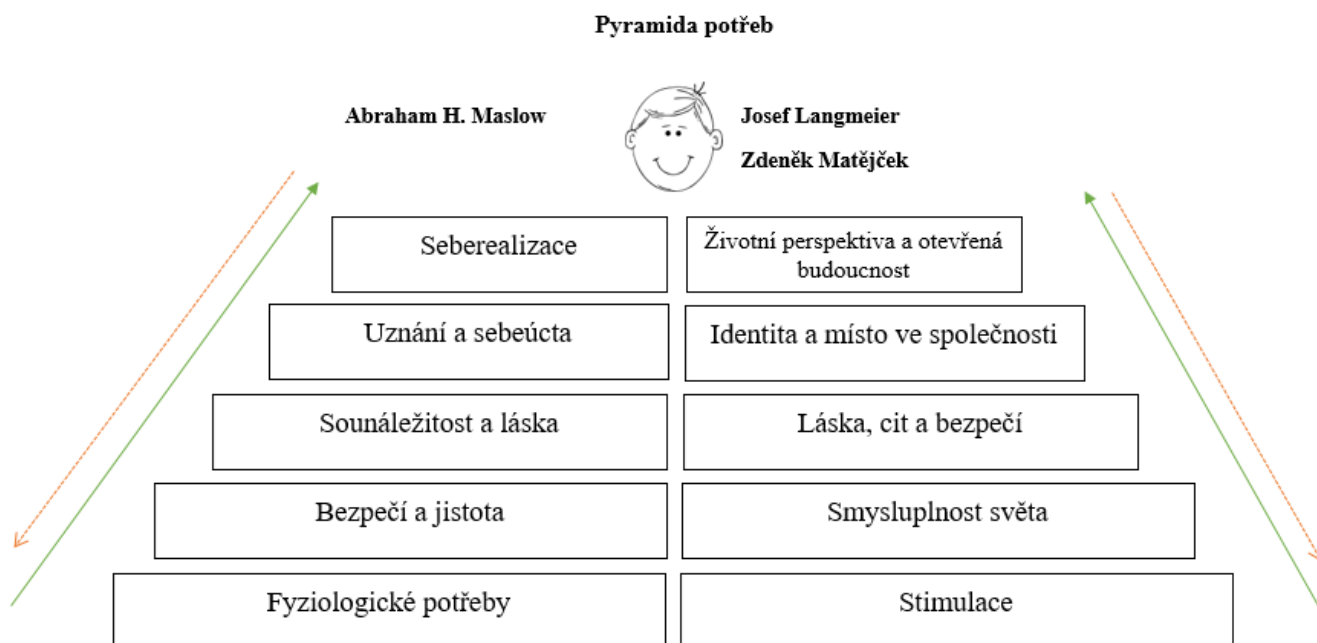 Pyramida potřeb
Abraham H. Maslow
Josef Langmeier
Zdeněk Matějček
Seberealizace
Životní perspektiva a otevřená
budoucnost
Uznání a sebeúcta
Identita a místo ve společnosti
Sounáležitost a láska
Láska, cit a bezpečí
Bezpečí a jistota
Smysluplnost světa
Fyziologické potřeby
Stimulace